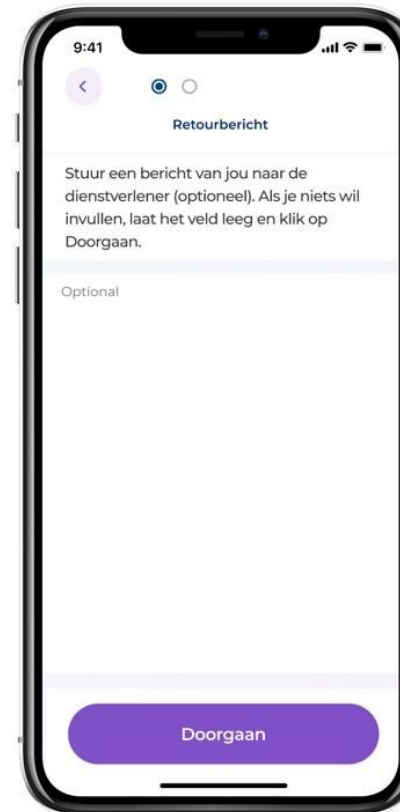 9:41
Retourbericht
Stuur een bericht van jou naar de
dienstverlener (optioneel). Als je niets wil
invullen, laat het veld leeg en klik op
Doorgaan.
Optional
Doorgaan